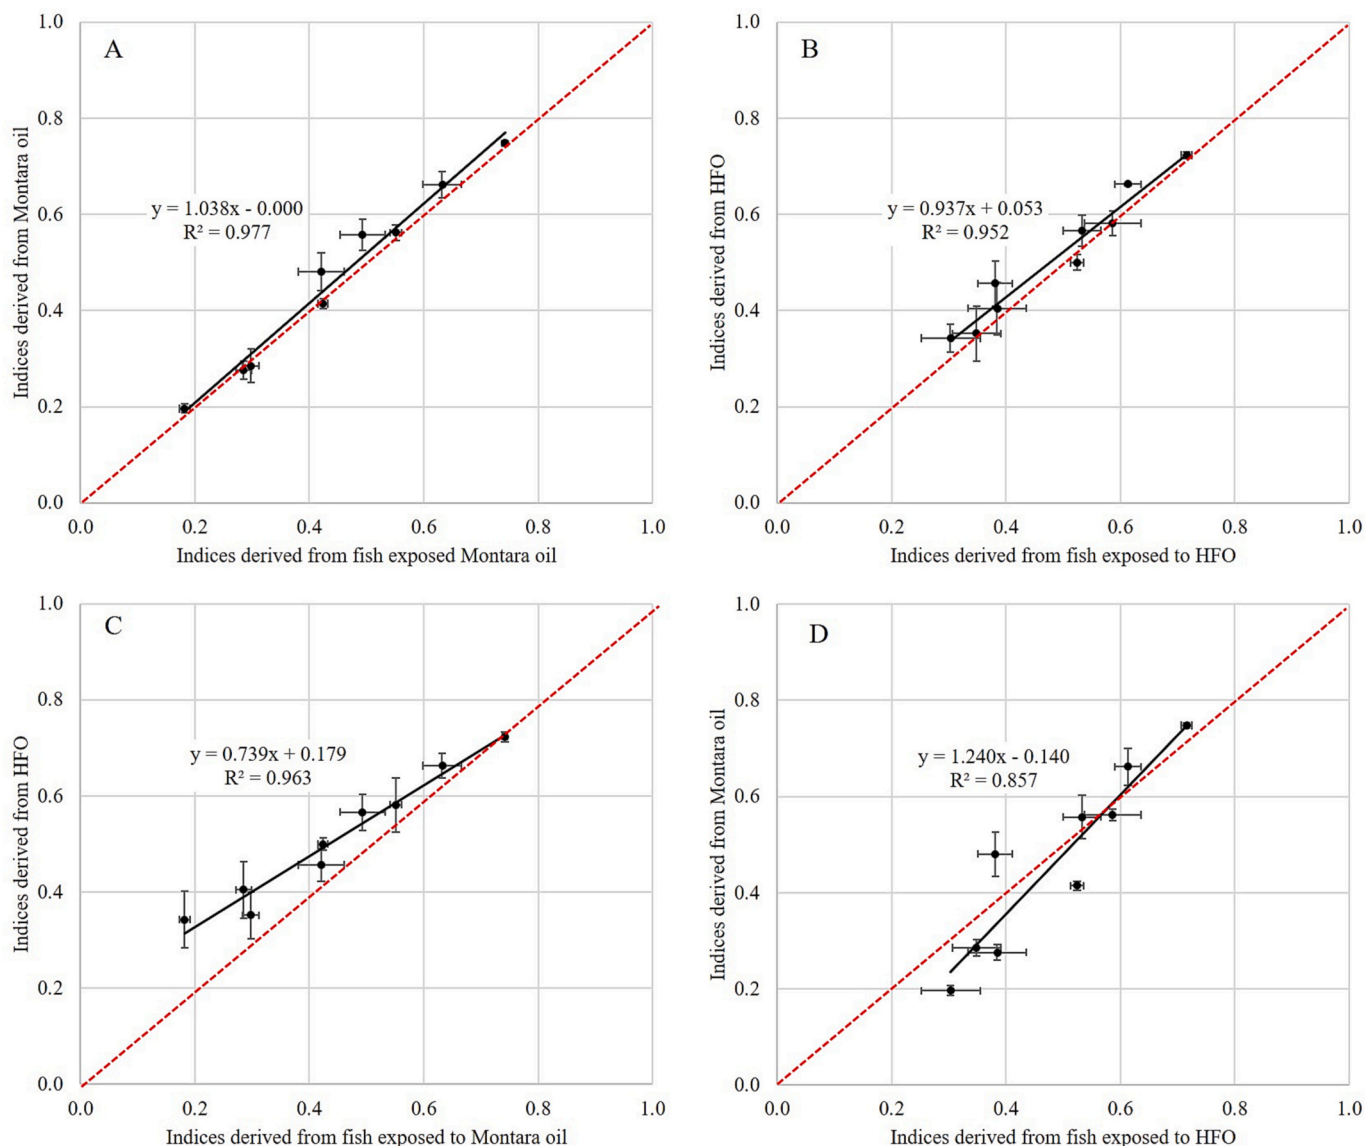 A
Indices derived from Montara oil
1.0
0.8
0.6
0.4
0.2
0.0
y = 1.038x - 0.000
R² = 0.977
0.0 0.2 0.4 0.6 0.8 1.0
Indices derived from fish exposed Montara oil
B
Indices derived from HFO
1.0
0.8
0.6
0.4
0.2
0.0
y = 0.937x + 0.053
R² = 0.952
0.0 0.2 0.4 0.6 0.8 1.0
Indices derived from fish exposed to HFO
C
Indices derived from HFO
1.0
0.8
0.6
0.4
0.2
0.0
y = 0.739x + 0.179
R² = 0.963
0.0 0.2 0.4 0.6 0.8 1.0
Indices derived from fish exposed to Montara oil
D
Indices derived from Montara oil
1.0
0.8
0.6
0.4
0.2
0.0
y = 1.240x - 0.140
R² = 0.857
0.0 0.2 0.4 0.6 0.8 1.0
Indices derived from fish exposed to HFO